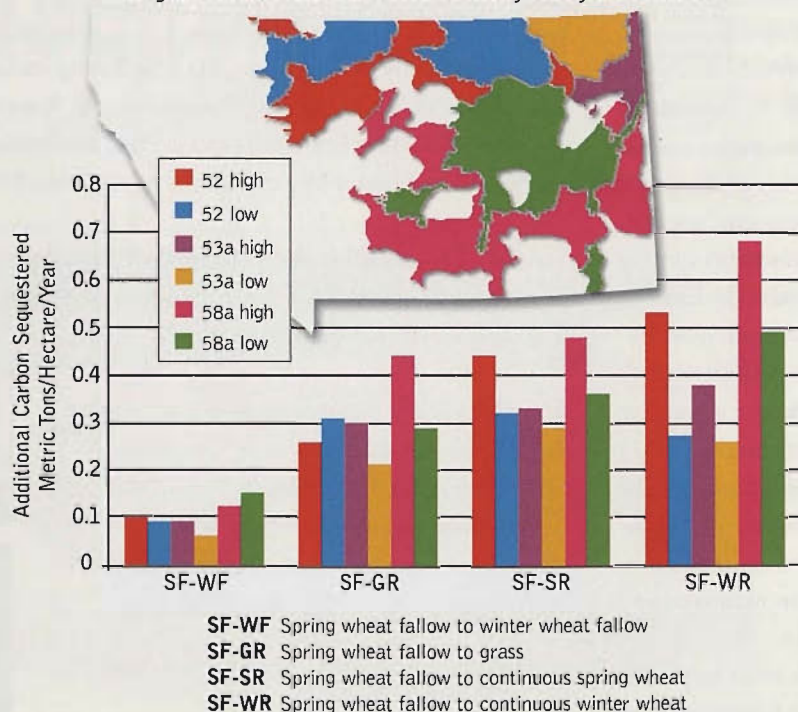 52 high
52 low
53a high
53a low
58a high
58a low
Additional Carbon Sequestered
Metric Tons/Hectare/Year
0.8
0.7
0.6
0.5
0.4
0.3
0.2
0.1
0
SF-WF
SF-GR
SF-SR
SF-WR
SF-WF Spring wheat fallow to winter wheat fallow
SF-GR Spring wheat fallow to grass
SF-SR Spring wheat fallow to continuous spring wheat
SF-WR Spring wheat fallow to continuous winter wheat